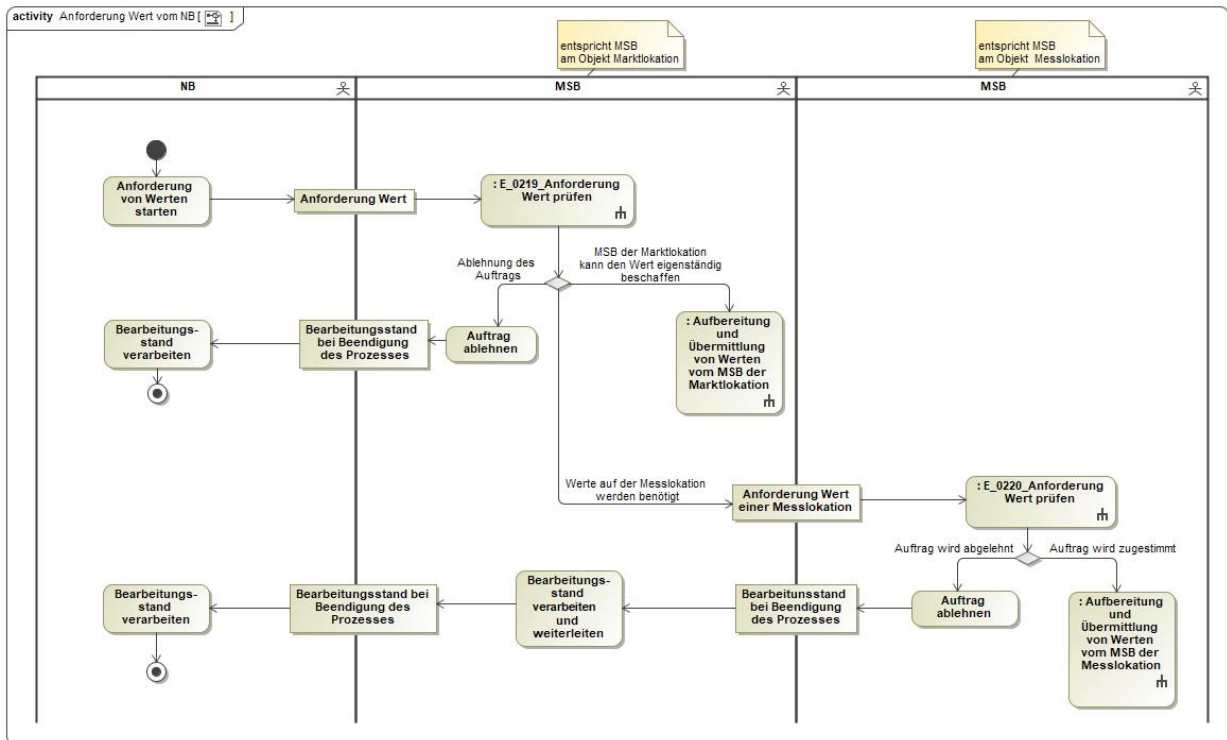 activity Anforderung Wert vom NB [ ]
entspricht MSB
am Objekt Marktlokation
entspricht MSB
am Objekt Messlokation
NB
MSB
MSB
Anforderung
von Werten
starten
Anforderung Wert
: E_0219_Anforderung
Wert prüfen
Ablehnung des
Auftrags
MSB der Marktlokation
kann den Wert eigenständig
beschaffen
Bearbeitungs-
stand
verarbeiten
Bearbeitungsstand
bei Beendigung
des Prozesses
Auftrag
ablehnen
: Aufbereitung
und
Übermittlung
von Werten
vom MSB der
Marktlokation
Werte auf der Messlokation
werden benötigt
Anforderung Wert
einer Messlokation
: E_0220_Anforderung
Wert prüfen
Auftrag wird abgelehnt
Auftrag wird zugestimmt
Bearbeitungs-
stand
verarbeiten
Bearbeitungsstand bei
Beendigung des
Prozesses
Bearbeitungs-
stand
verarbeiten
und
weiterleiten
Bearbeitunsstand
bei Beendigung
des Prozesses
Auftrag
ablehnen
: Aufbereitung
und
Übermittlung
von Werten
vom MSB der
Messlokation